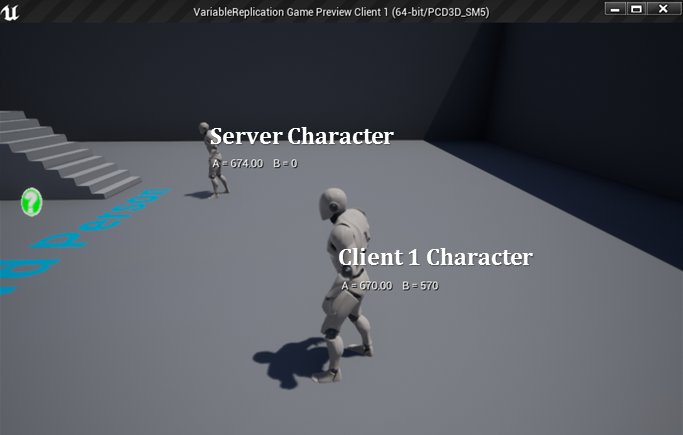 VariableReplication Game Preview Client 1 (64-bit/PCD3D_SM5)
Server Character
A = 674.00 B = 0
?
Person
Client 1 Character
A = 670.00 B = 570